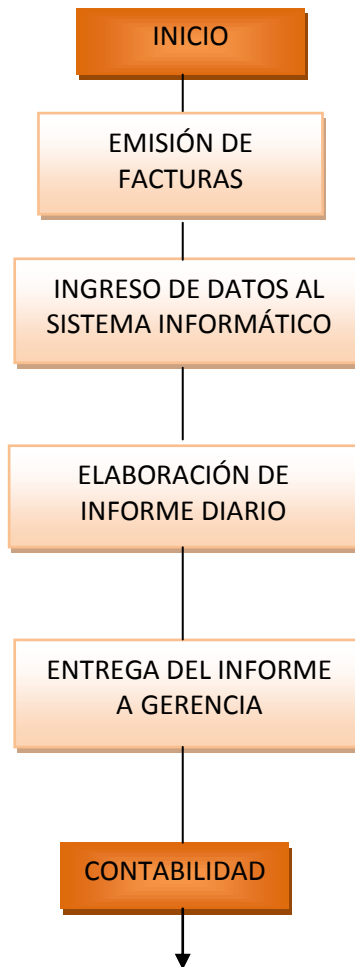 INICIO
EMISIÓN DE
FACTURAS
INGRESO DE DATOS AL
SISTEMA INFORMÁTICO
ELABORACIÓN DE
INFORME DIARIO
ENTREGA DEL INFORME
A GERENCIA
CONTABILIDAD